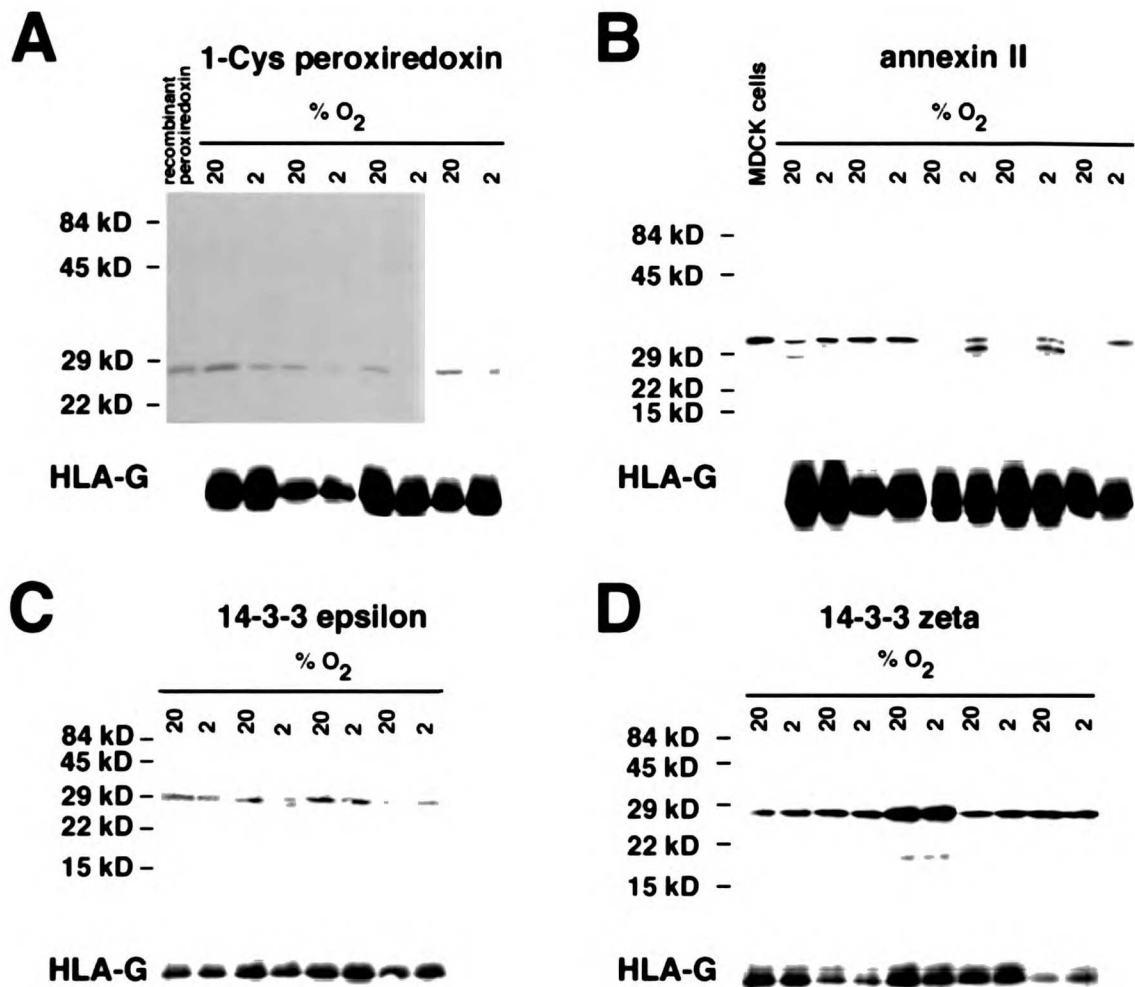 A
1-Cys peroxiredoxin
recombinant
peroxiredoxin
% O2
20 2 20 2 20 2 20 2
84 kD –
45 kD –
29 kD –
22 kD –
HLA-G
B
annexin II
MDCK cells
% O2
20 2 20 2 20 2 20 2 20 2
84 kD –
45 kD –
29 kD –
22 kD –
15 kD –
HLA-G
C
14-3-3 epsilon
% O2
20 2 20 2 20 2 20 2
84 kD –
45 kD –
29 kD –
22 kD –
15 kD –
HLA-G
D
14-3-3 zeta
% O2
20 2 20 2 20 2 20 2 20 2
84 kD –
45 kD –
29 kD –
22 kD –
15 kD –
HLA-G